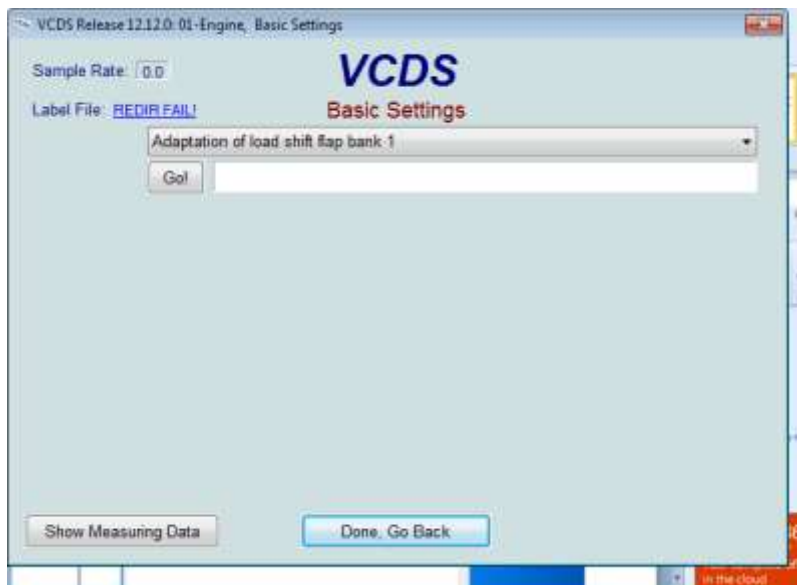 VCDS Release 12.12.0: 01-Engine, Basic Settings
Sample Rate: 0.0
VCDS
Label File: REDIR FAIL!
Basic Settings
Adaptation of load shift flap bank 1
Go!
Show Measuring Data
Done, Go Back
in the cloud